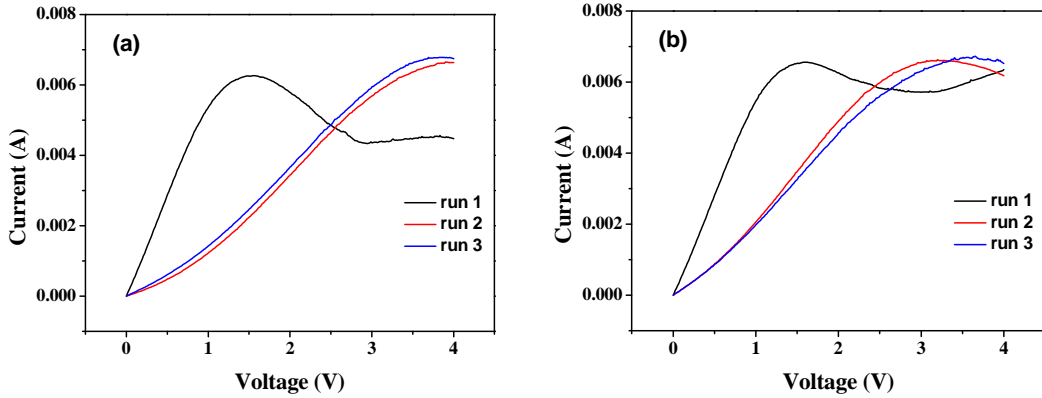 (a)
0.008
0.006
0.004
0.002
0.000
Current (A)
run 1
run 2
run 3
0
1
2
3
4
Voltage (V)
(b)
0.008
0.006
0.004
0.002
0.000
Current (A)
run 1
run 2
run 3
0
1
2
3
4
Voltage (V)